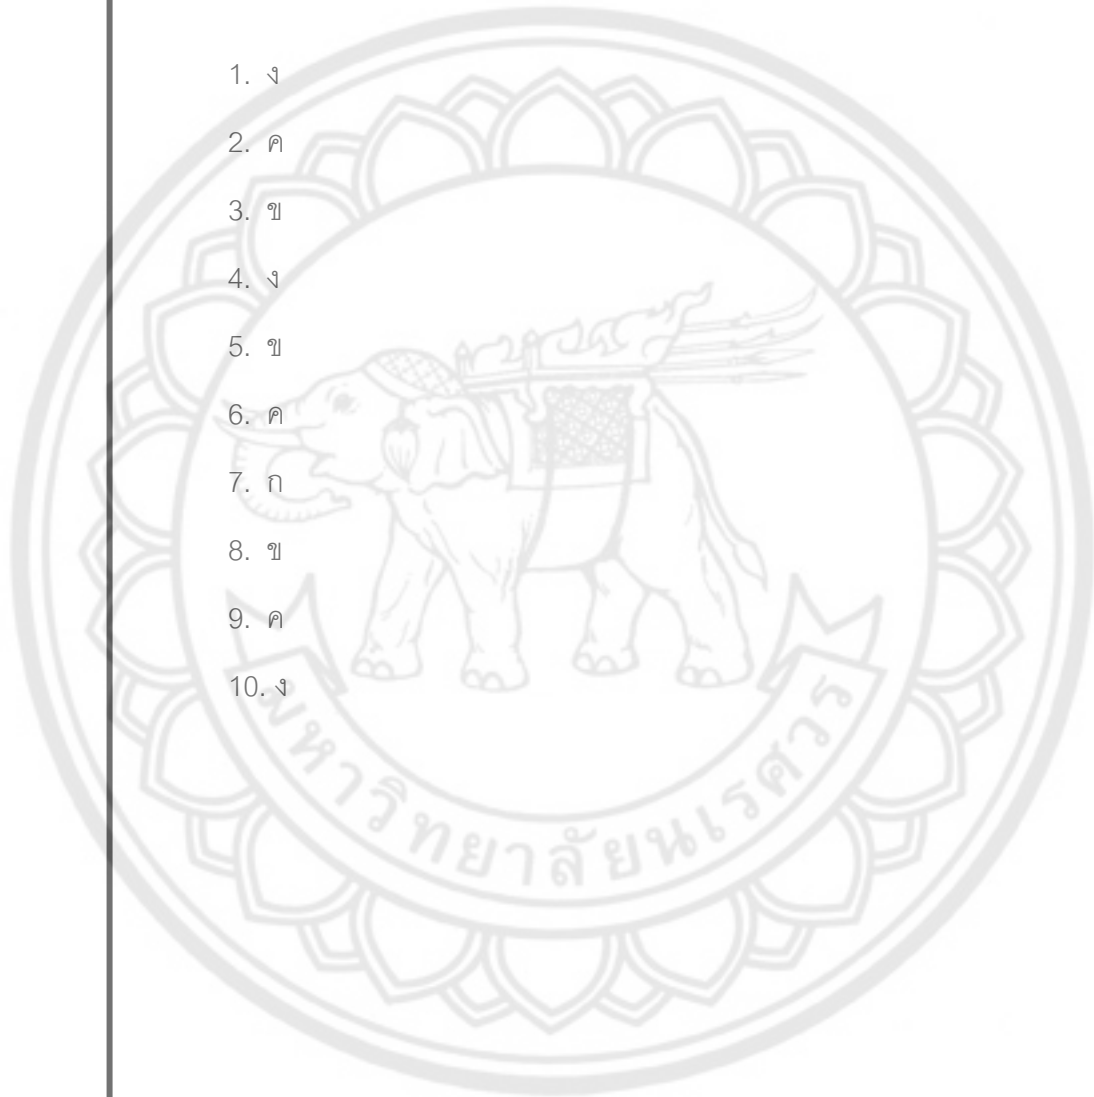 1. ง
2. ค
3. ข
4. ง
5. ข
6. ค
7. ก
8. ข
9. ค
10. ง
มหาวิทยาลัยนเรศวร